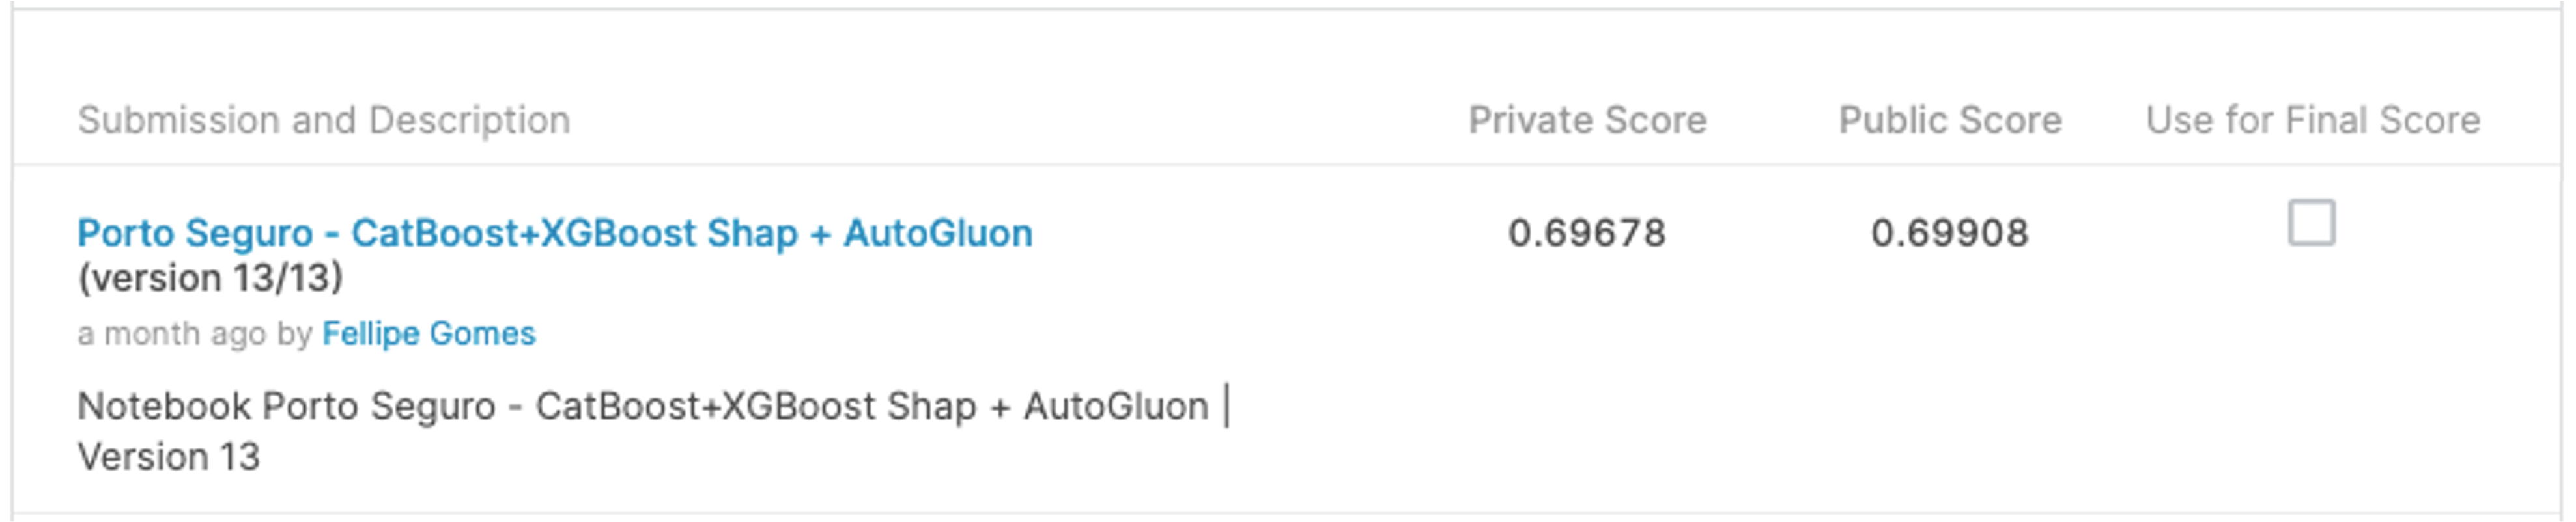 Submission and Description Private Score Public Score Use for Final Score
Porto Seguro - CatBoost+XGBoost Shap + AutoGluon 0.69678 0.69908
(version 13/13)
a month ago by Fellipe Gomes
Notebook Porto Seguro - CatBoost+XGBoost Shap + AutoGluon |
Version 13